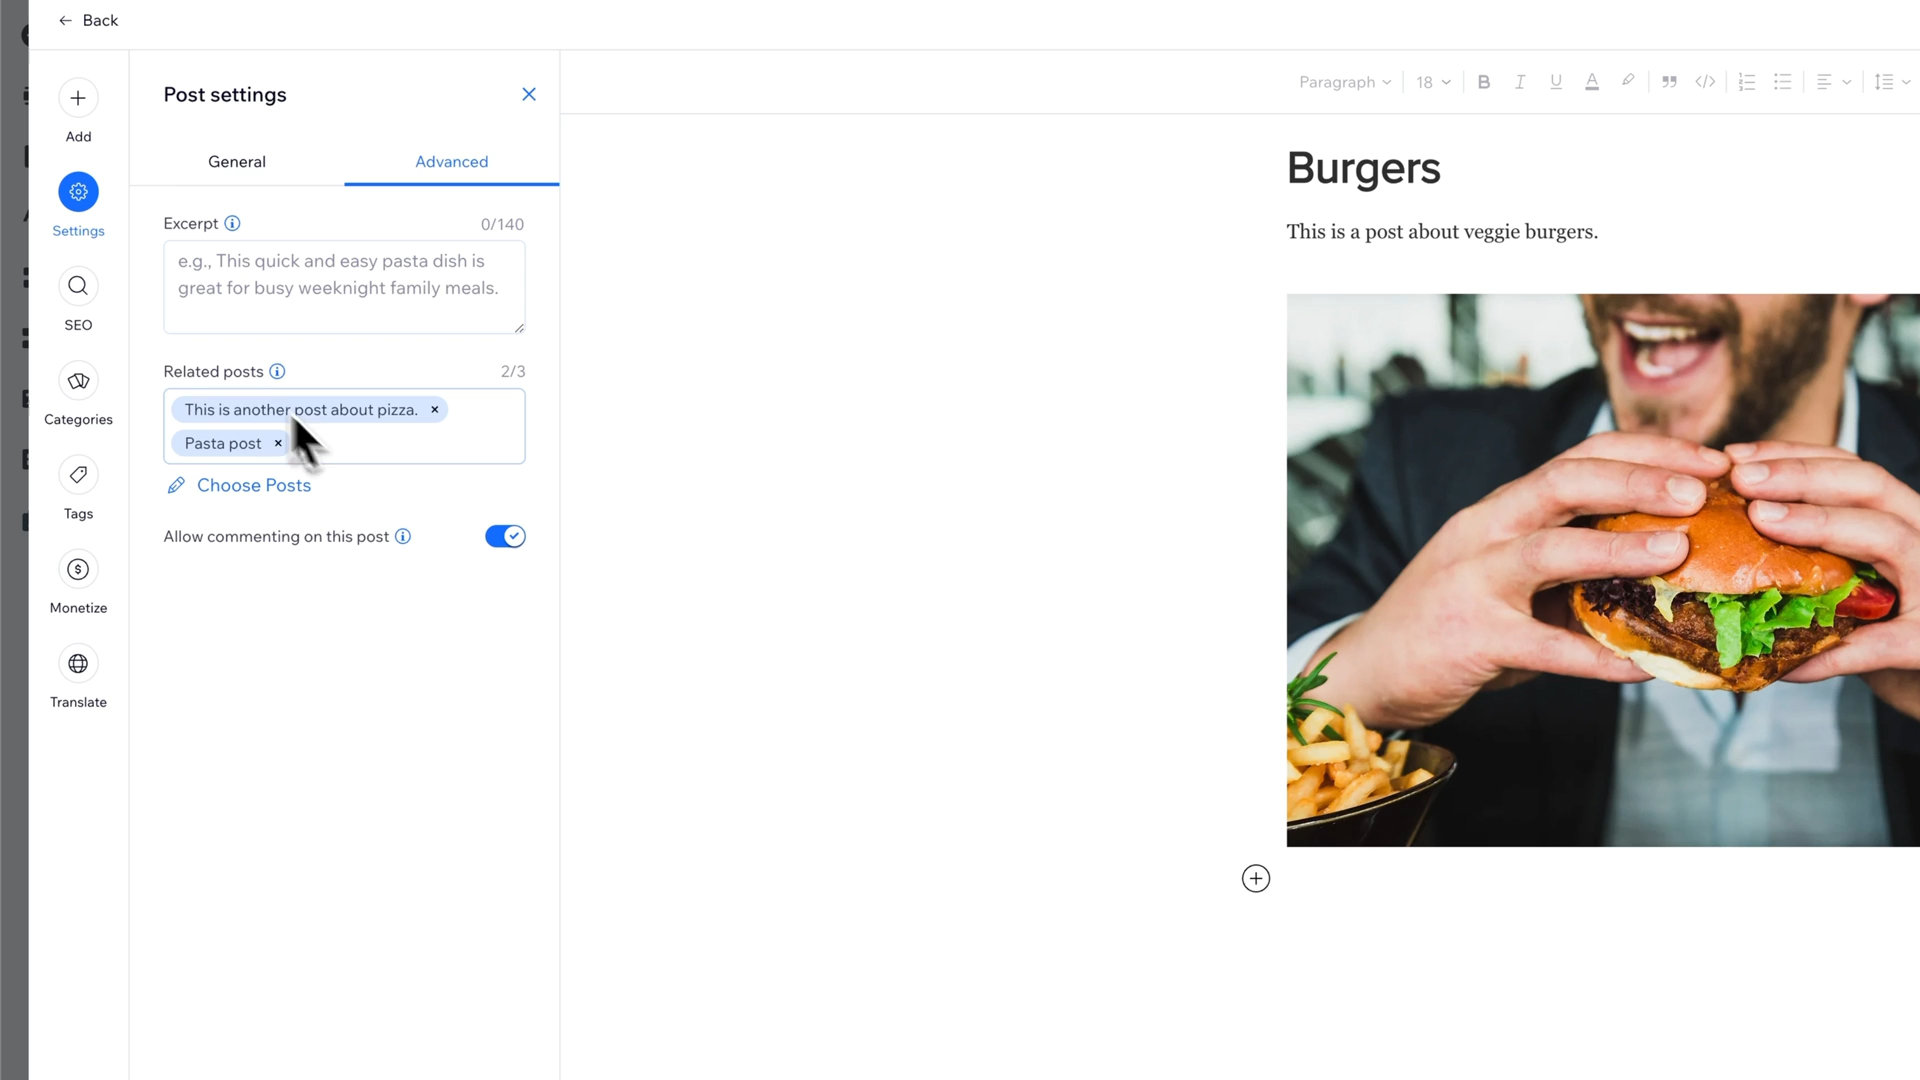 Back
Add
Settings
SEO
Categories
Tags
Monetize
Translate
Post settings
General
Advanced
Excerpt
0/140
e.g., This quick and easy pasta dish is
great for busy weeknight family meals.
Related posts
2/3
This is another post about pizza.
Pasta post
Choose Posts
Allow commenting on this post
Paragraph
18
B
I
U
A
Burgers
This is a post about veggie burgers.